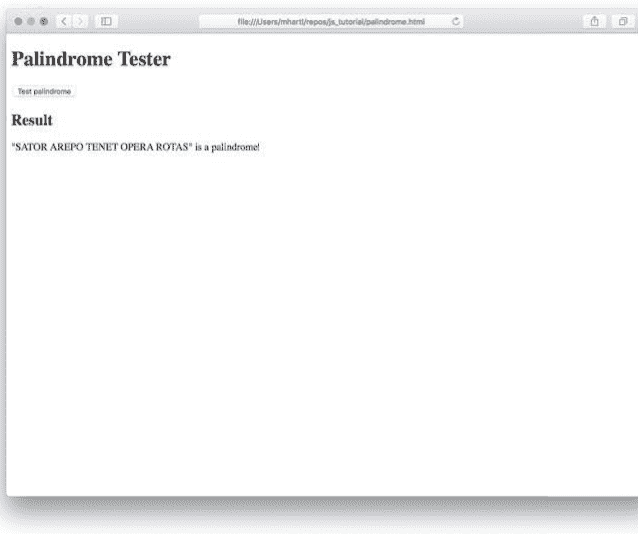 file:///Users/mhartl/repos/js_tutorial/palindrome.html
Palindrome Tester
Test palindrome
Result
"SATOR AREPO TENET OPERA ROTAS" is a palindrome!